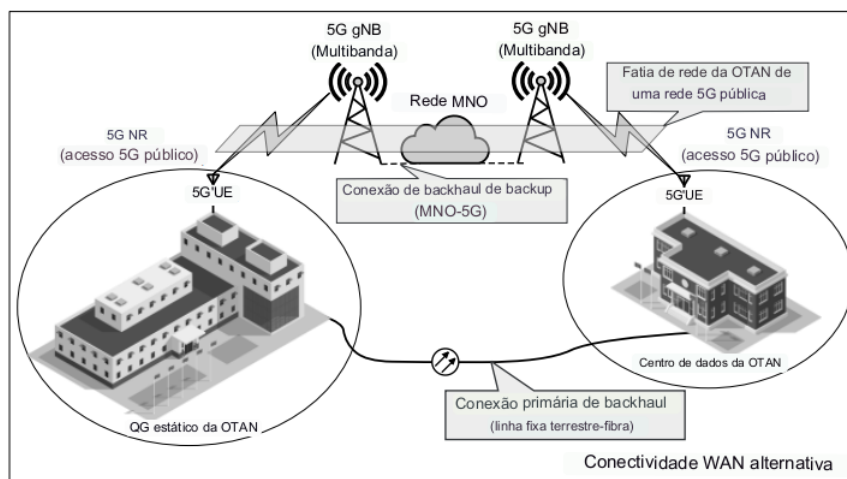 5G gNB
(Multibanda)
5G gNB
(Multibanda)
Fatia de rede da OTAN de
uma rede 5G pública
Rede MNO
5G NR
(acesso 5G público)
5G NR
(acesso 5G público)
5G'UE
Conexão de backhaul de backup
(MNO-5G)
5G'UE
Centro de dados da OTAN
Conexão primária de backhaul
(linha fixa terrestre-fibra)
QG estático da OTAN
Conectividade WAN alternativa